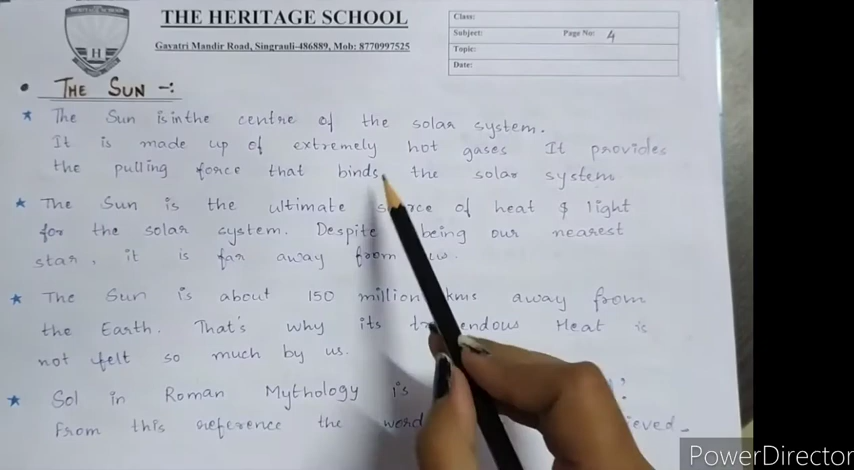 THE HERITAGE SCHOOL
Gayatri Mandir Road, Singrauli-486889, Mob: 8770997525
Class:
Subject: Page No: 4
Topic:
Date:
H
• THE SUN -:
★ The Sun is in the centre of the solar system.
It is made up of extremely hot gases It provides
the pulling force that binds the solar system
★ The Sun is the ultimate of heat & light
for the solar system. Despite being our nearest
star, it is far away from us.
★ The Sun is about 150 million kms away from
the Earth. That's why its Heat is
not felt so much by us.
★ Sol in Roman Mythology is
From this reference the word
PowerDirector